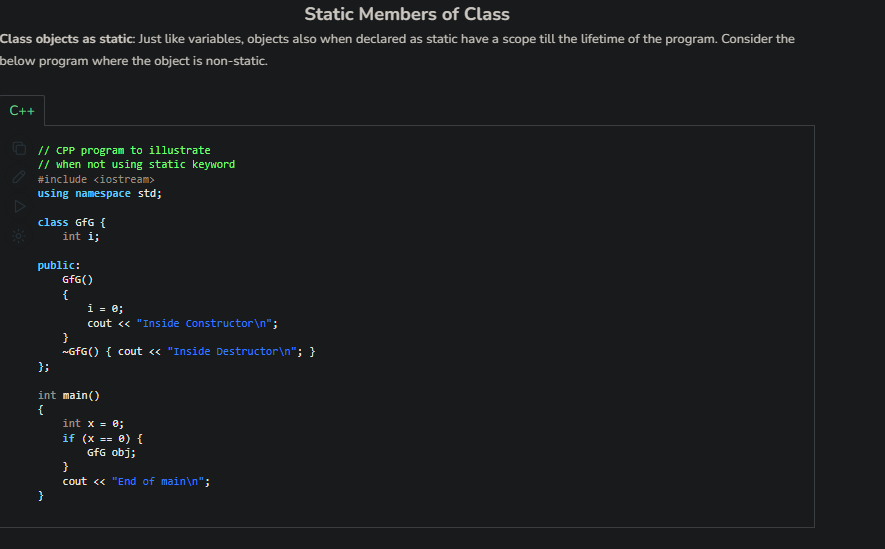 Static Members of Class
Class objects as static: Just like variables, objects also when declared as static have a scope till the lifetime of the program. Consider the
below program where the object is non-static.
C++
// CPP program to illustrate
// when not using static keyword
#include <iostream>
using namespace std;

class GfG {
    int i;

public:
    GfG()
    {
        i = 0;
        cout << "Inside Constructor\n";
    }
    ~GfG() { cout << "Inside Destructor\n"; }
};

int main()
{
    int x = 0;
    if (x == 0) {
        GfG obj;
    }
    cout << "End of main\n";
}